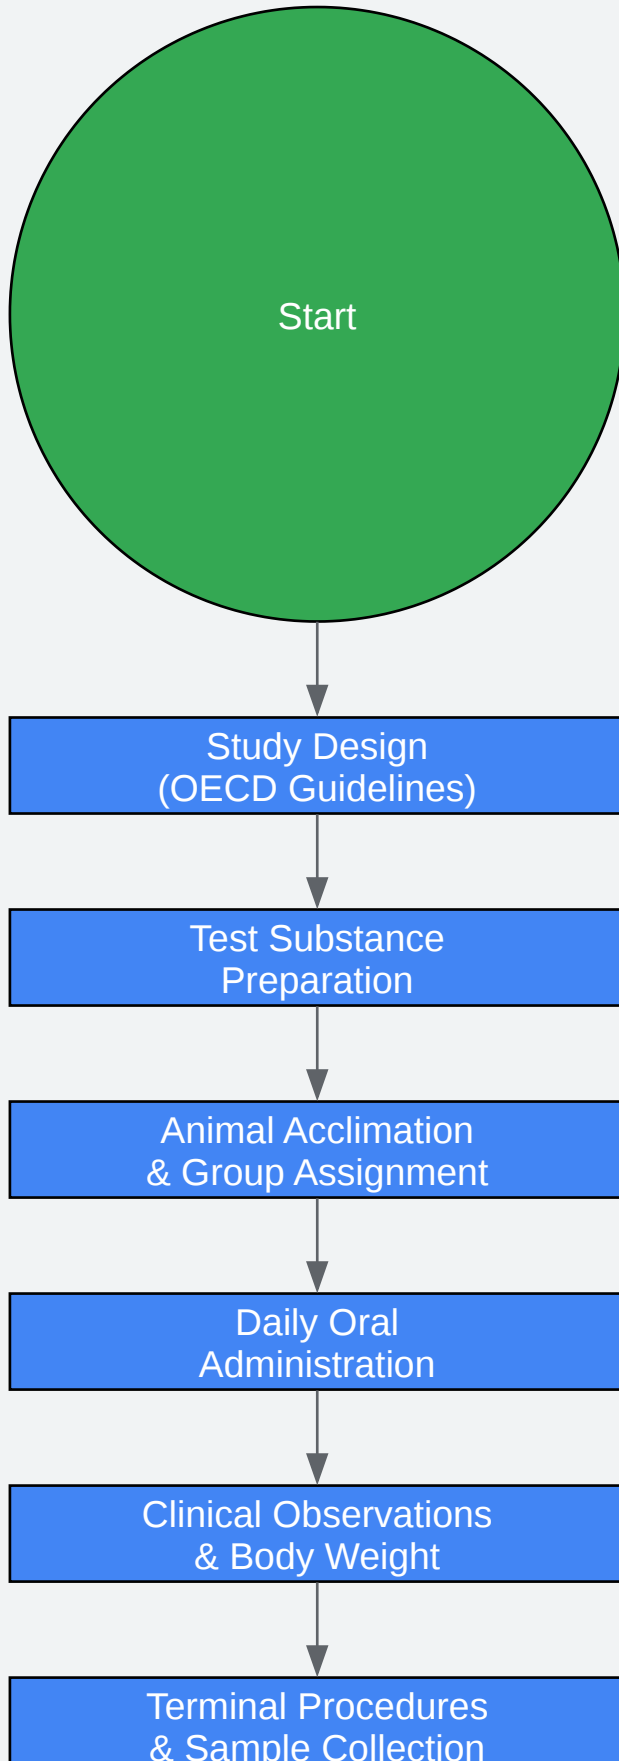 Start
Study Design
(OECD Guidelines)
Test Substance
Preparation
Animal Acclimation
& Group Assignment
Daily Oral
Administration
Clinical Observations
& Body Weight
Terminal Procedures
& Sample Collection